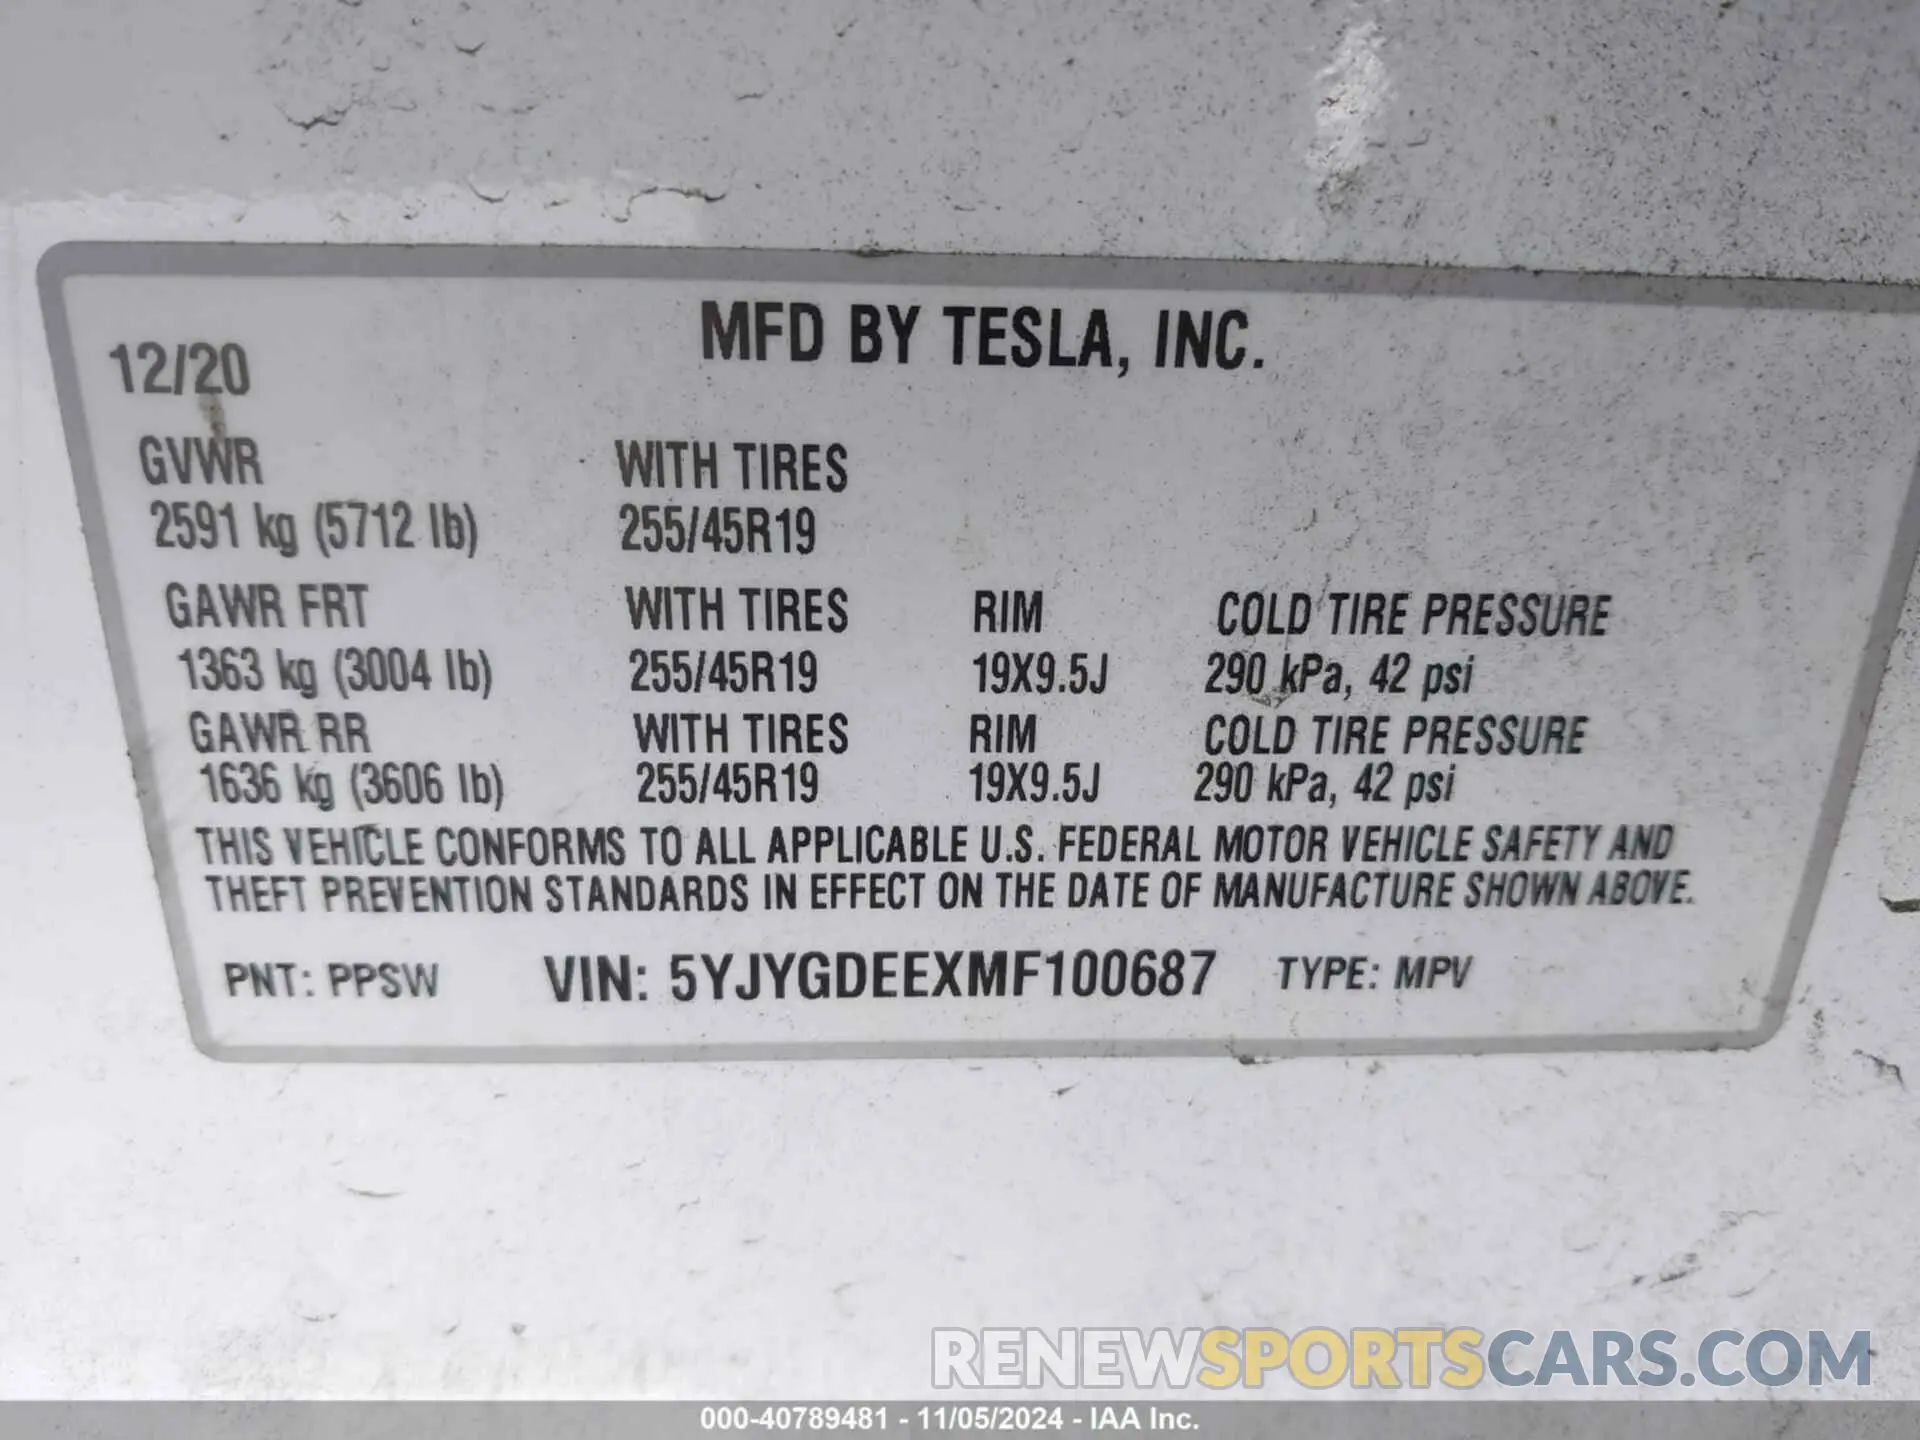 MFD BY TESLA, INC.
12/20
GVWR WITH TIRES
2591 kg (5712 lb) 255/45R19
GAWR FRT WITH TIRES RIM COLD TIRE PRESSURE
1363 kg (3004 lb) 255/45R19 19X9.5J 290 kPa, 42 psi
GAWR RR WITH TIRES RIM COLD TIRE PRESSURE
1636 kg (3606 lb) 255/45R19 19X9.5J 290 kPa, 42 psi
THIS VEHICLE CONFORMS TO ALL APPLICABLE U.S. FEDERAL MOTOR VEHICLE SAFETY AND
THEFT PREVENTION STANDARDS IN EFFECT ON THE DATE OF MANUFACTURE SHOWN ABOVE.
PNT: PPSW VIN: 5YJYGDEEXMF100687 TYPE: MPV
RENEWSPORTSCARS.COM
000-40789481 - 11/05/2024 - IAA Inc.